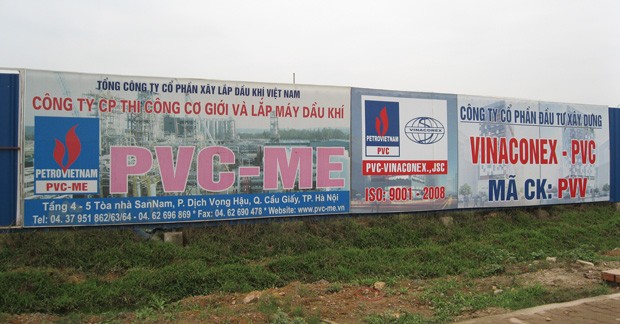 TỔNG CÔNG TY CỔ PHẦN XÂY LẮP DẦU KHÍ VIỆT NAM
CÔNG TY CP THI CÔNG CƠ GIỚI VÀ LẮP MÁY DẦU KHÍ
PETROVIETNAM
PVC-ME
PVC-ME
Tầng 4 - 5 Tòa nhà SanNam, P. Dịch Vọng Hậu, Q. Cầu Giấy, TP. Hà Nội
Tel: 04. 37 951 862/63/64 - 04. 62 696 869 * Fax: 04. 62 690 478 * Website: www.pvc-me.vn
PETROVIETNAM
PVC
VINACONEX
PVC-VINACONEX.,JSC
ISO: 9001 - 2008
CÔNG TY CỔ PHẦN ĐẦU TƯ XÂY DỰNG
VINACONEX - PVC
MÃ CK: PVV